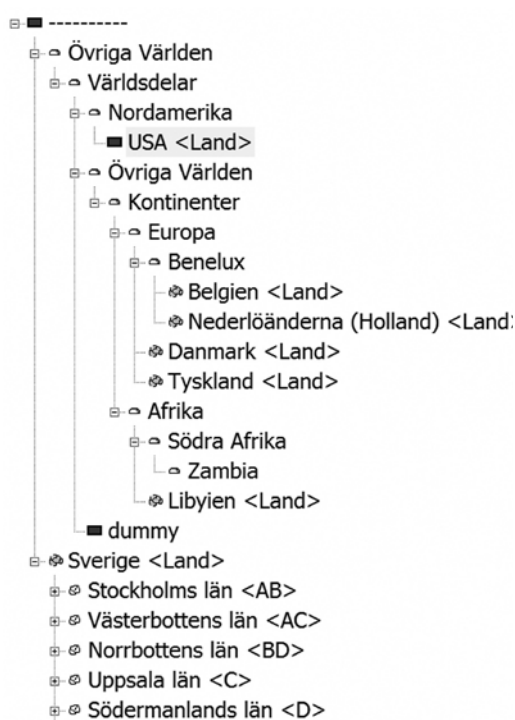 ----------
Övriga Världen
Världsdelar
Nordamerika
USA <Land>
Övriga Världen
Kontinenter
Europa
Benelux
Belgien <Land>
Nederlöänderna (Holland) <Land>
Danmark <Land>
Tyskland <Land>
Afrika
Södra Afrika
Zambia
Libyien <Land>
dummy
Sverige <Land>
Stockholms län <AB>
Västerbottens län <AC>
Norrbottens län <BD>
Uppsala län <C>
Södermanlands län <D>